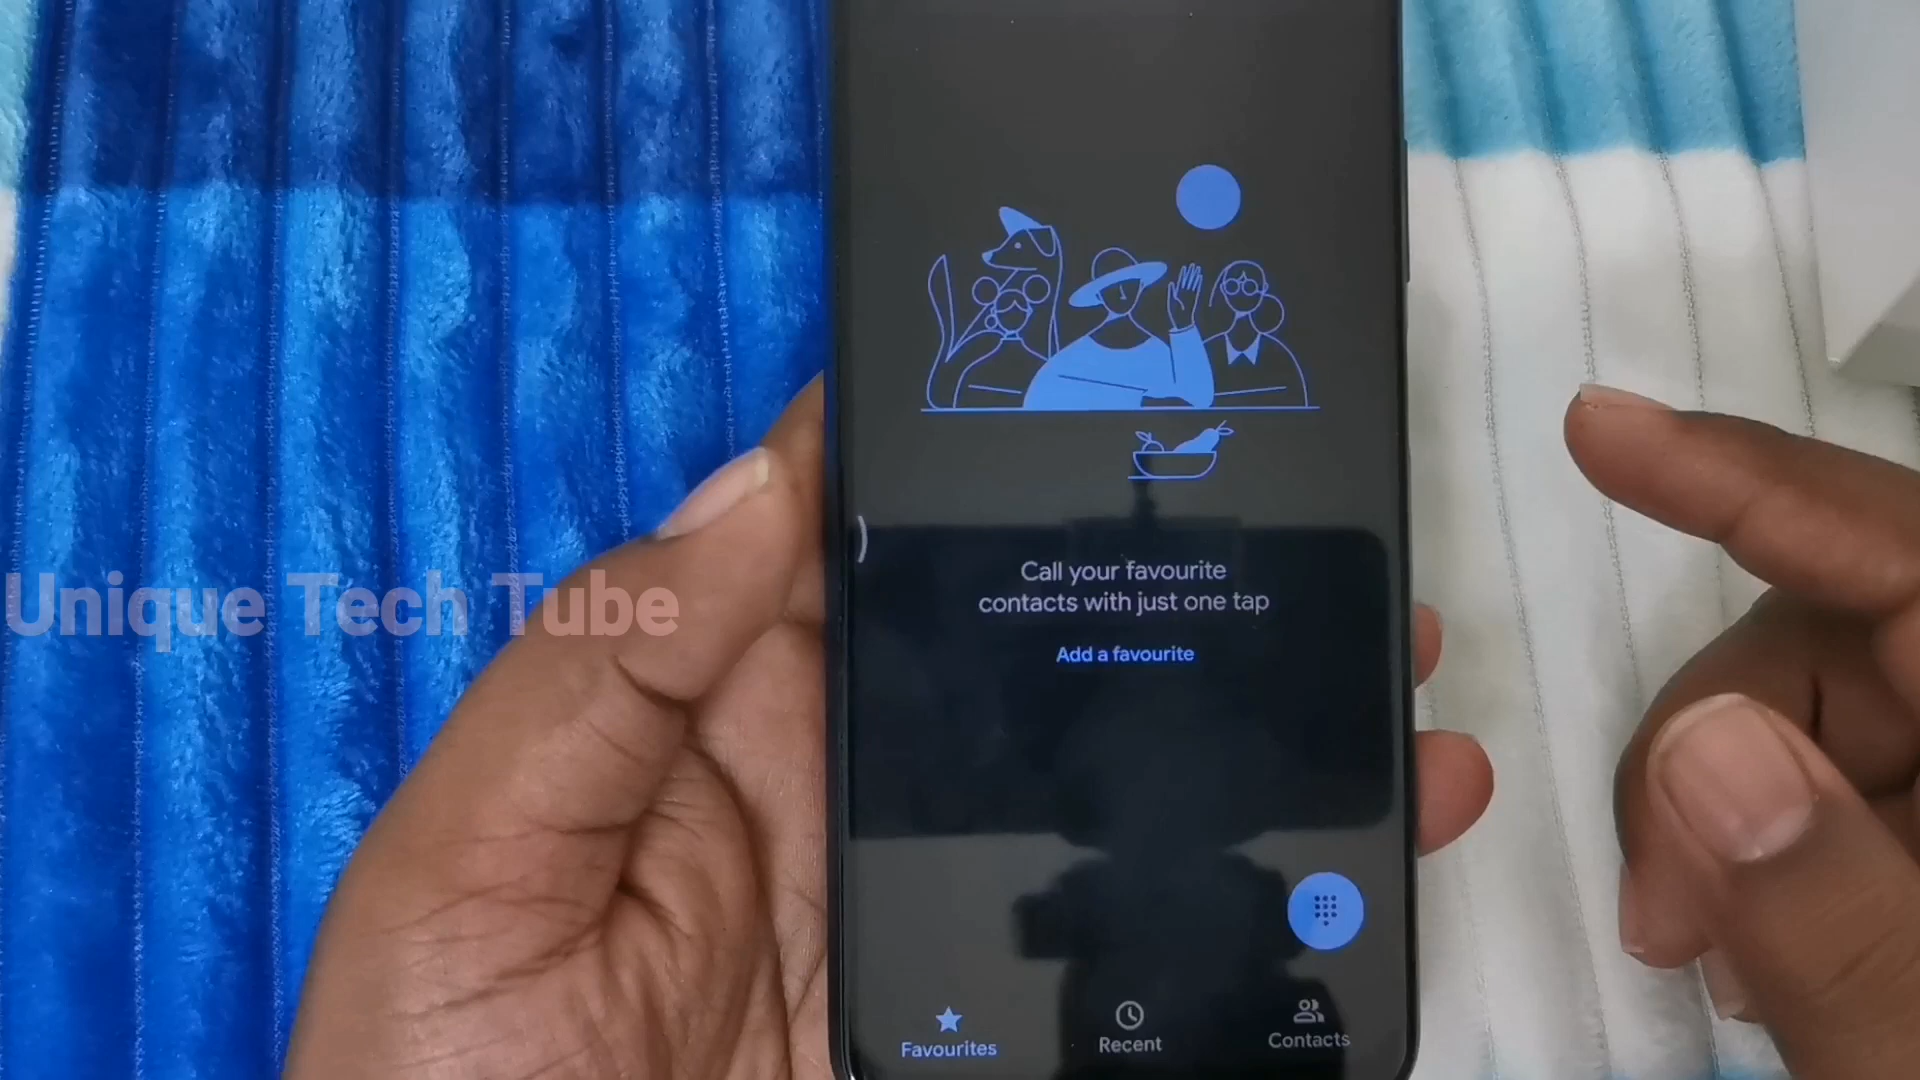 Unique Tech Tube
Call your favourite
contacts with just one tap
Add a favourite
Favourites
Recent
Contacts